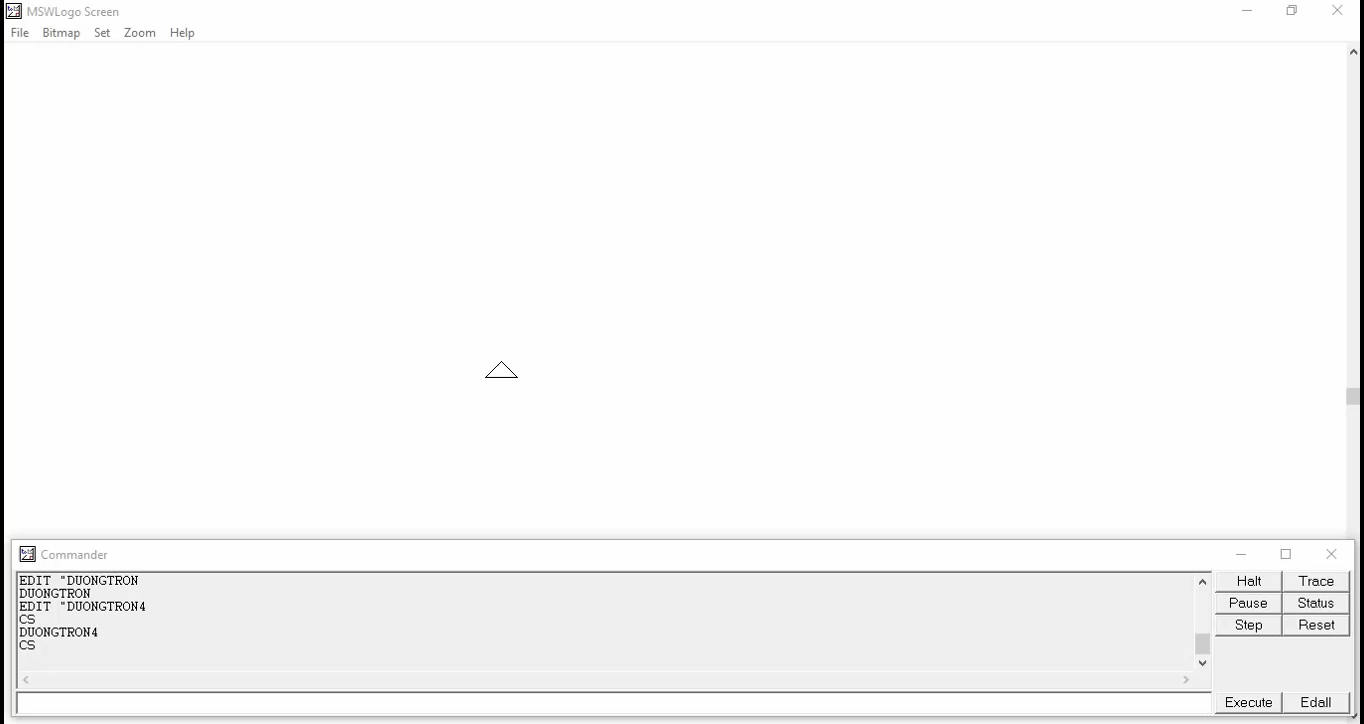 MSWLogo Screen
File Bitmap Set Zoom Help
Commander
EDIT "DUONGTRON
DUONGTRON
EDIT "DUONGTRON4
CS
DUONGTRON4
CS
Halt Trace
Pause Status
Step Reset
Execute Edall